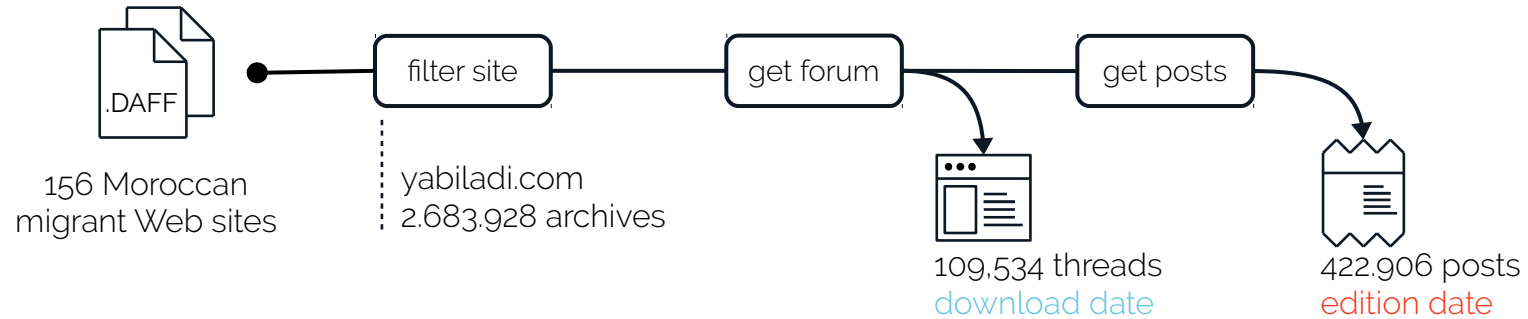 .DAFF
156 Moroccan
migrant Web sites
filter site
yabiladi.com
2.683.928 archives
get forum
109,534 threads
download date
get posts
422.906 posts
edition date